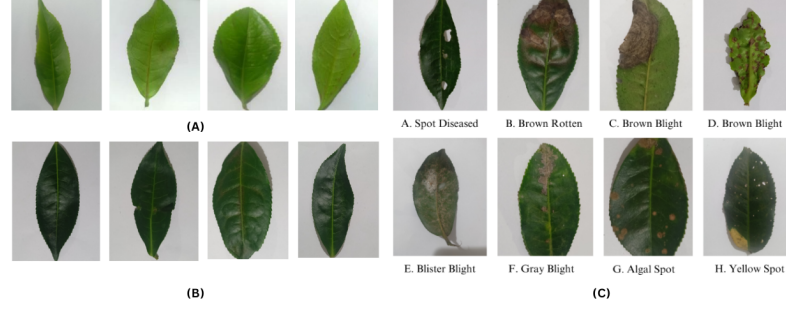 A. Spot Diseased
B. Brown Rotten
C. Brown Blight
D. Brown Blight
(A)
E. Blister Blight
F. Gray Blight
G. Algal Spot
H. Yellow Spot
(B)
(C)